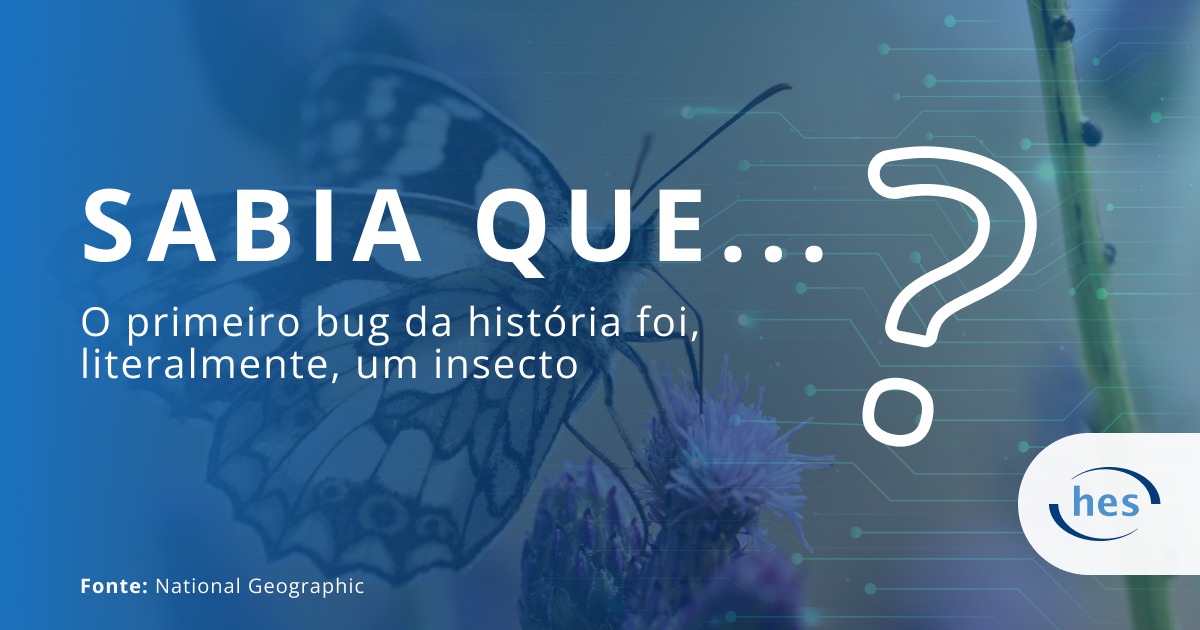 SABIA QUE...
?
O primeiro bug da história foi,
literalmente, um insecto
hes
Fonte: National Geographic